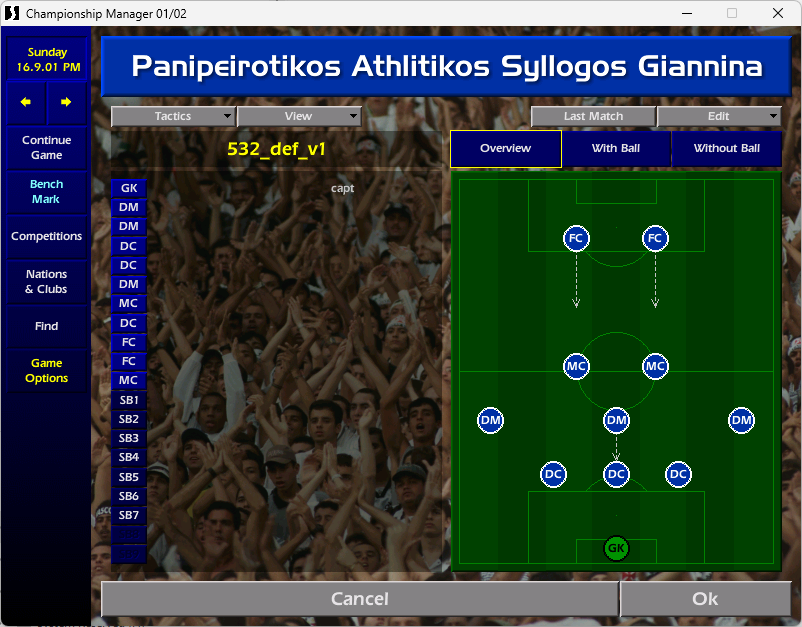 Championship Manager 01/02
Sunday
16.9.01 PM
Panipeirotikos Athlitikos Syllogos Giannina
Continue
Game
Bench
Mark
Competitions
Nations
& Clubs
Find
Game
Options
Tactics
View
Last Match
Edit
532_def_v1
Overview
With Ball
Without Ball
GK
capt
DM
DM
DC
DC
DM
MC
DC
FC
FC
MC
SB1
SB2
SB3
SB4
SB5
SB6
SB7
FC FC
MC MC
DM DM DM
DC DC DC
GK
Cancel
Ok